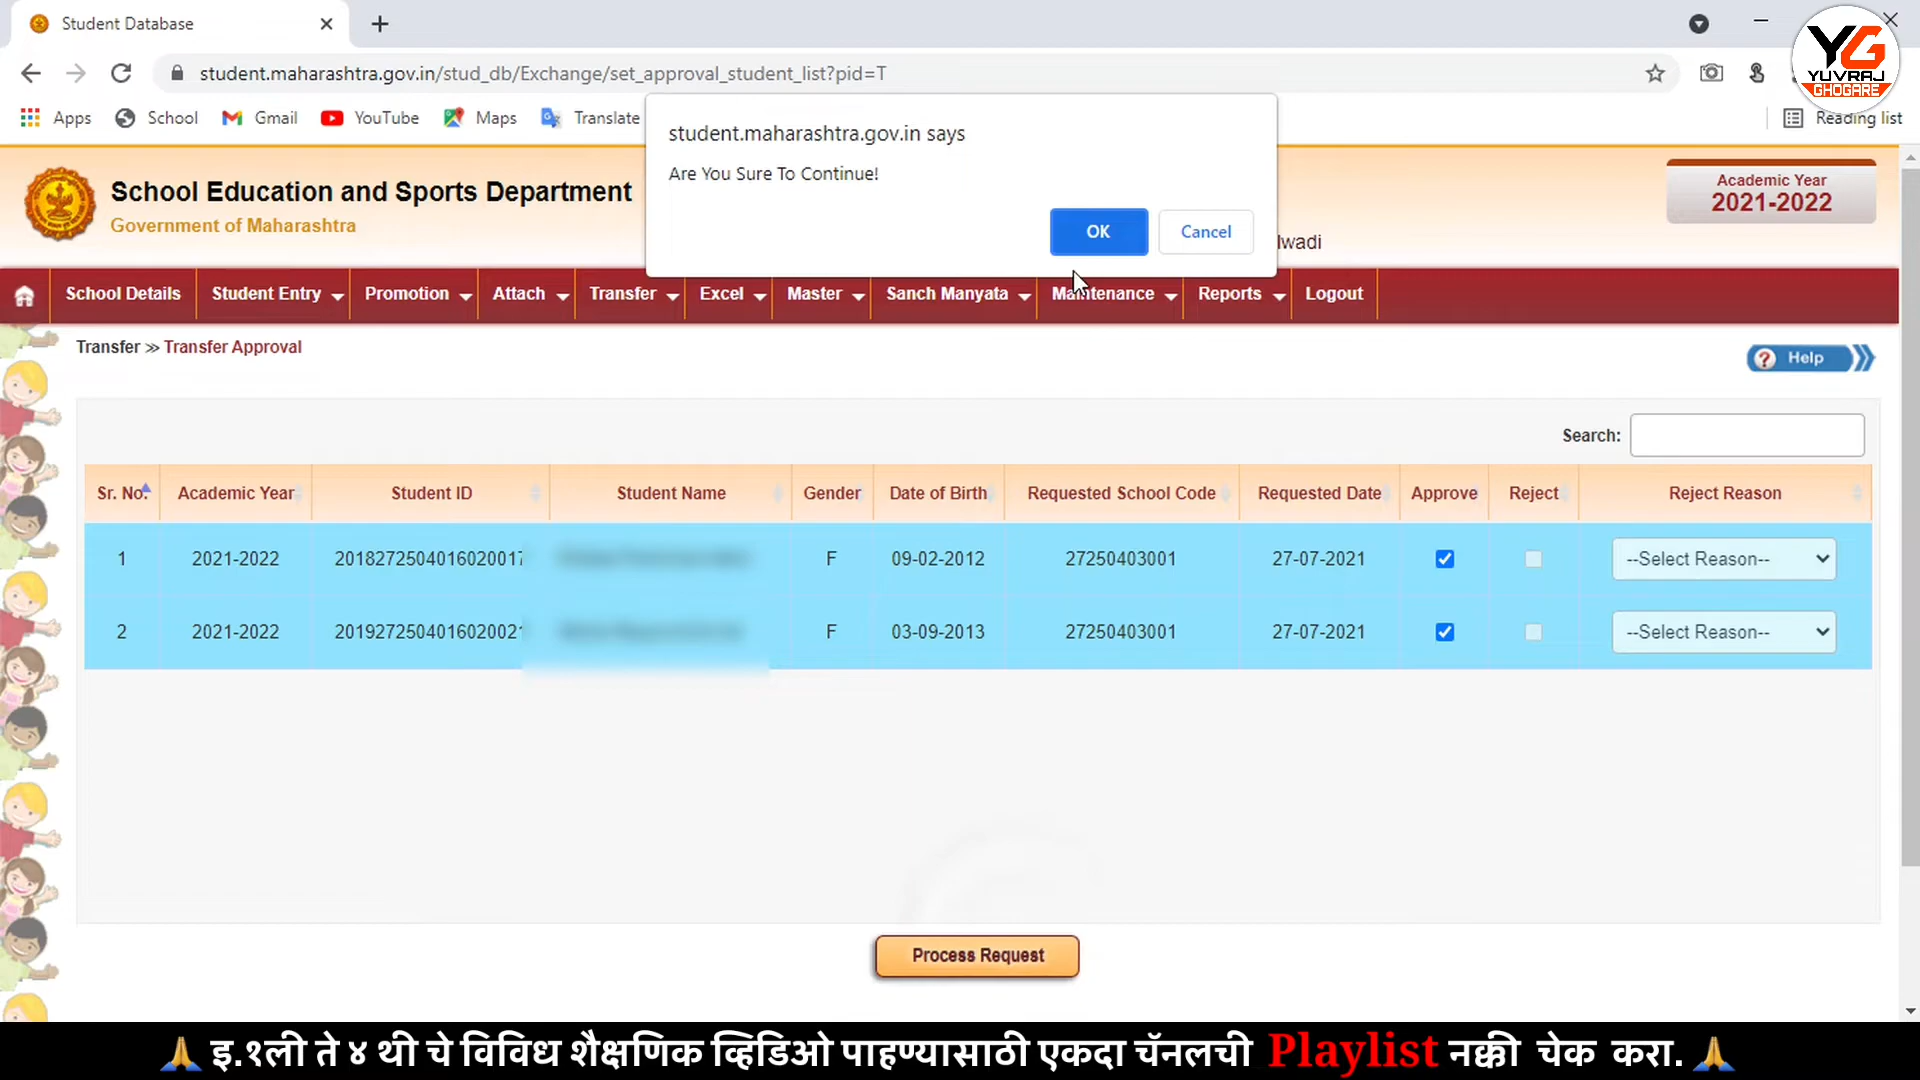 Student Database
YG
YUVRAJ
GHOGARE
student.maharashtra.gov.in/stud_db/Exchange/set_approval_student_list?pid=T
Apps School Gmail YouTube Maps Translate Reading list
student.maharashtra.gov.in says
Are You Sure To Continue!
OK Cancel
School Education and Sports Department
Government of Maharashtra
Academic Year
2021-2022
School Details Student Entry Promotion Attach Transfer Excel Master Sanch Manyata Maintenance Reports Logout
Transfer >> Transfer Approval
? Help
Search:
Sr. No. Academic Year Student ID Student Name Gender Date of Birth Requested School Code Requested Date Approve Reject Reject Reason
1 2021-2022 2018272504016020017 F 09-02-2012 27250403001 27-07-2021 --Select Reason--
2 2021-2022 2019272504016020021 F 03-09-2013 27250403001 27-07-2021 --Select Reason--
Process Request
🙏 इ.१ली ते ४ थी चे विविध शैक्षणिक व्हिडिओ पाहण्यासाठी एकदा चॅनलची Playlist नक्की चेक करा. 🙏